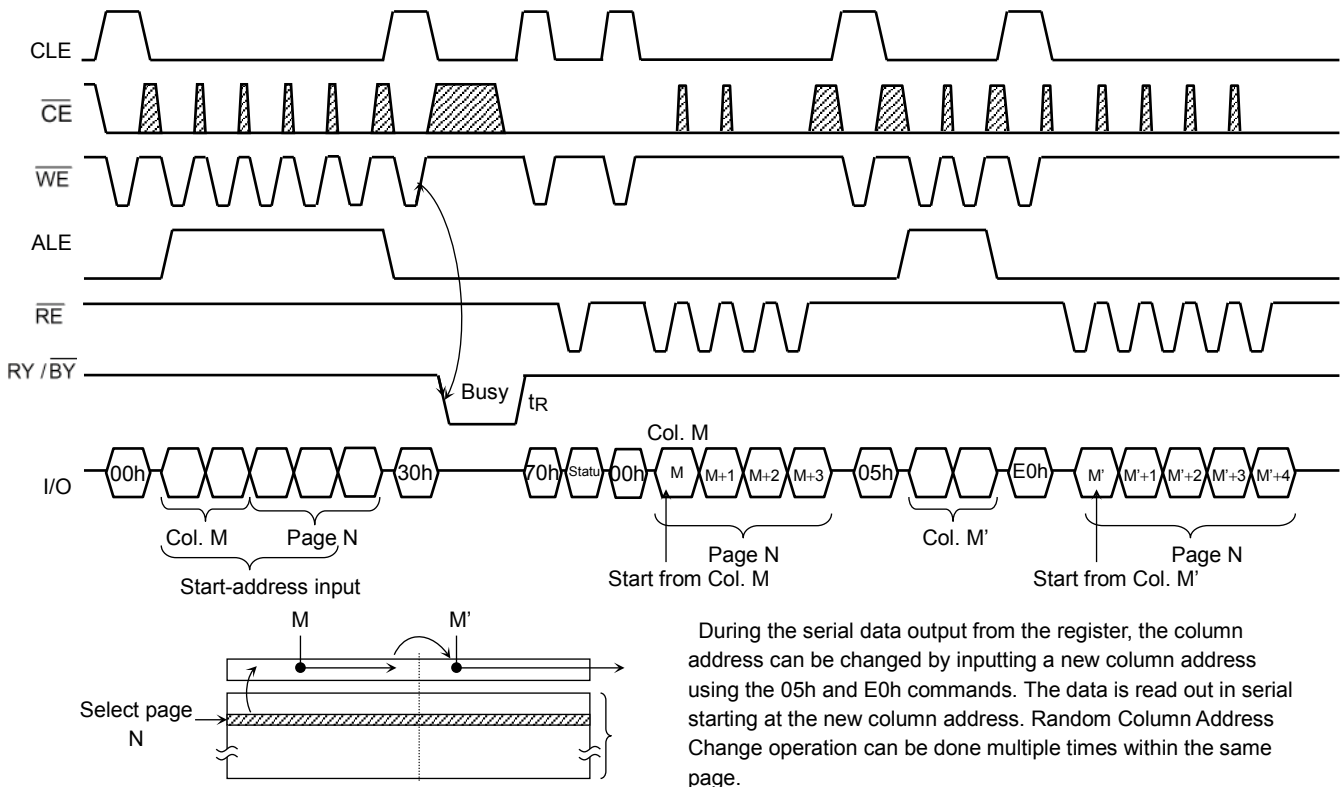 CLE
CE
WE
ALE
RE
RY / BY
Busy
tR
Col. M
I/O
00h
30h
70h
Statu
00h
M
M+1
M+2
M+3
05h
E0h
M'
M'+1
M'+2
M'+3
M'+4
Col. M
Page N
Page N
Col. M’
Page N
Start-address input
Start from Col. M
Start from Col. M’
M
M’
Select page
N
During the serial data output from the register, the column
address can be changed by inputting a new column address
using the 05h and E0h commands. The data is read out in serial
starting at the new column address. Random Column Address
Change operation can be done multiple times within the same
page.